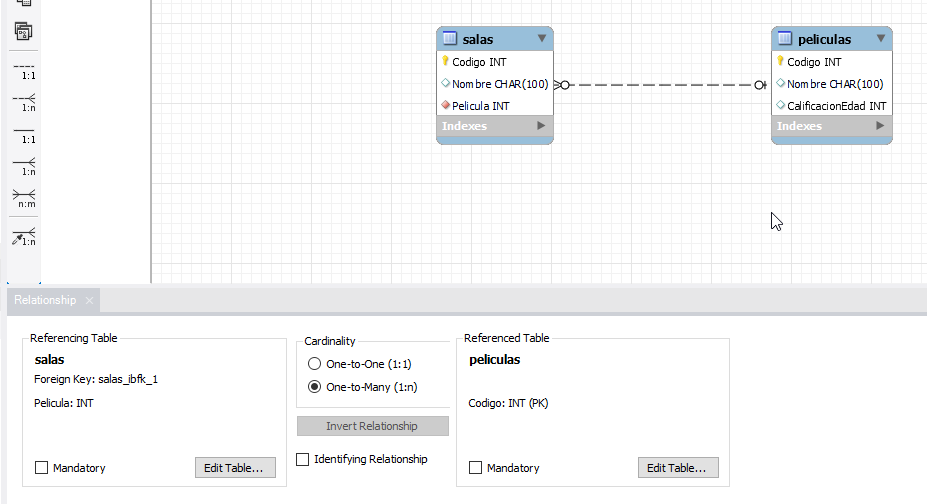 1:1
1:n
1:1
1:n
n:m
1:n
salas
Codigo INT
Nombre CHAR(100)
Pelicula INT
Indexes
peliculas
Codigo INT
Nombre CHAR(100)
CalificacionEdad INT
Indexes
Relationship
Referencing Table
salas
Foreign Key: salas_ibfk_1
Pelicula: INT
Mandatory
Edit Table...
Cardinality
One-to-One (1:1)
One-to-Many (1:n)
Invert Relationship
Identifying Relationship
Referenced Table
peliculas
Codigo: INT (PK)
Mandatory
Edit Table...